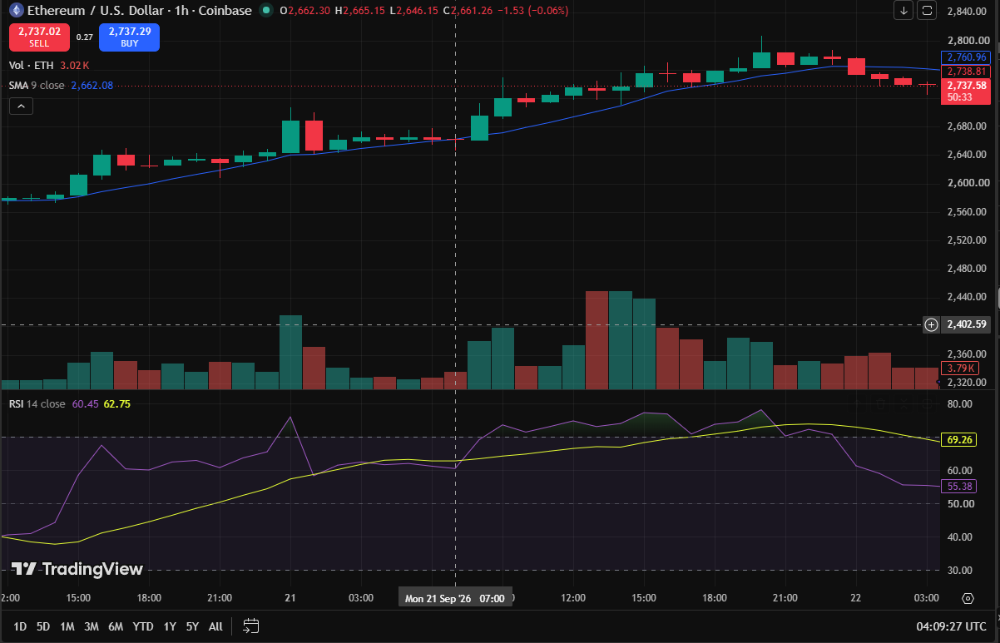 Ethereum / U.S. Dollar · 1h · Coinbase O2,662.30 H2,665.15 L2,646.15 C2,661.26 −1.53 (−0.06%)
2,737.02 SELL
0.27
2,737.29 BUY
Vol · ETH 3.02 K
SMA 9 close 2,662.08
2,840.00
2,800.00
2,760.96
2,738.81
2,737.58
50:33
2,680.00
2,640.00
2,600.00
2,560.00
2,520.00
2,480.00
2,440.00
2,402.59
2,360.00
3.79 K
2,320.00
RSI 14 close 60.45 62.75
80.00
69.26
60.00
55.38
50.00
40.00
30.00
TradingView
2:00 15:00 18:00 21:00 21 03:00 Mon 21 Sep '26 07:00 12:00 15:00 18:00 21:00 22 03:00
1D 5D 1M 3M 6M YTD 1Y 5Y All 04:09:27 UTC